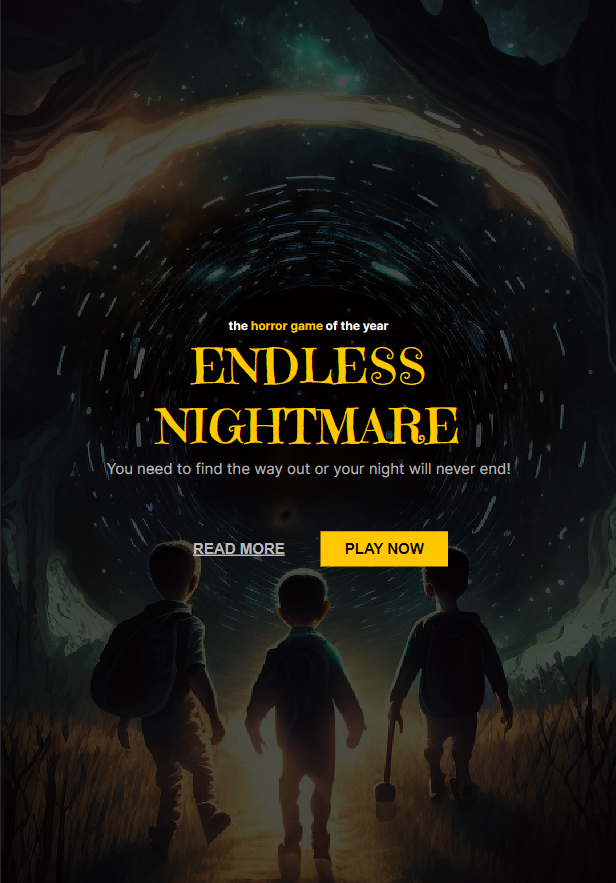 the horror game of the year
ENDLESS
NIGHTMARE
You need to find the way out or your night will never end!
READ MORE PLAY NOW